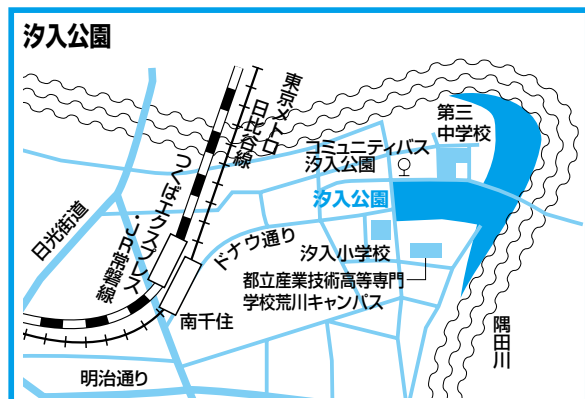 汐入公園
東京メトロ
日比谷線
つくばエクスプレス
・JR常磐線
日光街道
第三
中学校
コミュニティバス
汐入公園
汐入公園
ドナウ通り
汐入小学校
都立産業技術高等専門
学校荒川キャンパス
南千住
隅田川
明治通り